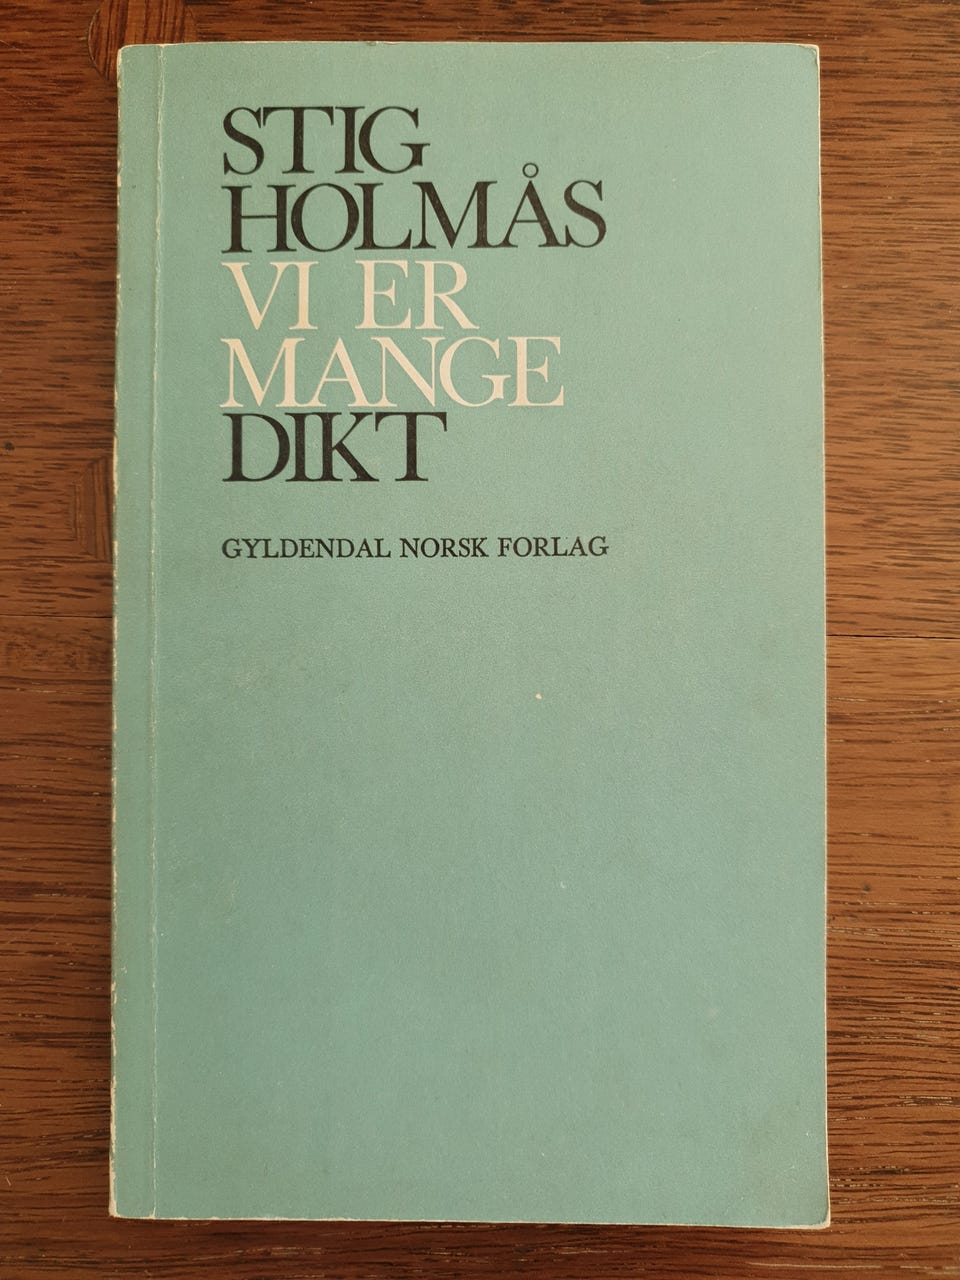 STIG
HOLMÅS
VI ER
MANGE
DIKT
GYLDENDAL NORSK FORLAG